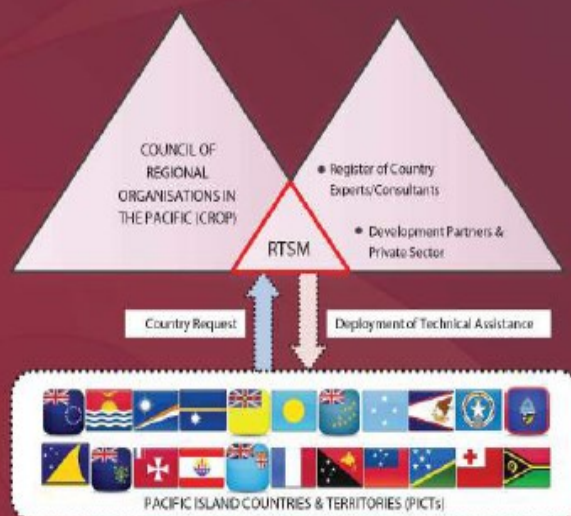 COUNCIL OF
REGIONAL
ORGANISATIONS IN
THE PACIFIC (CROP)
• Register of Country
Experts/Consultants
• Development Partners &
Private Sector
RTSM
Country Request
Deployment of Technical Assistance
PACIFIC ISLAND COUNTRIES & TERRITORIES (PICTs)